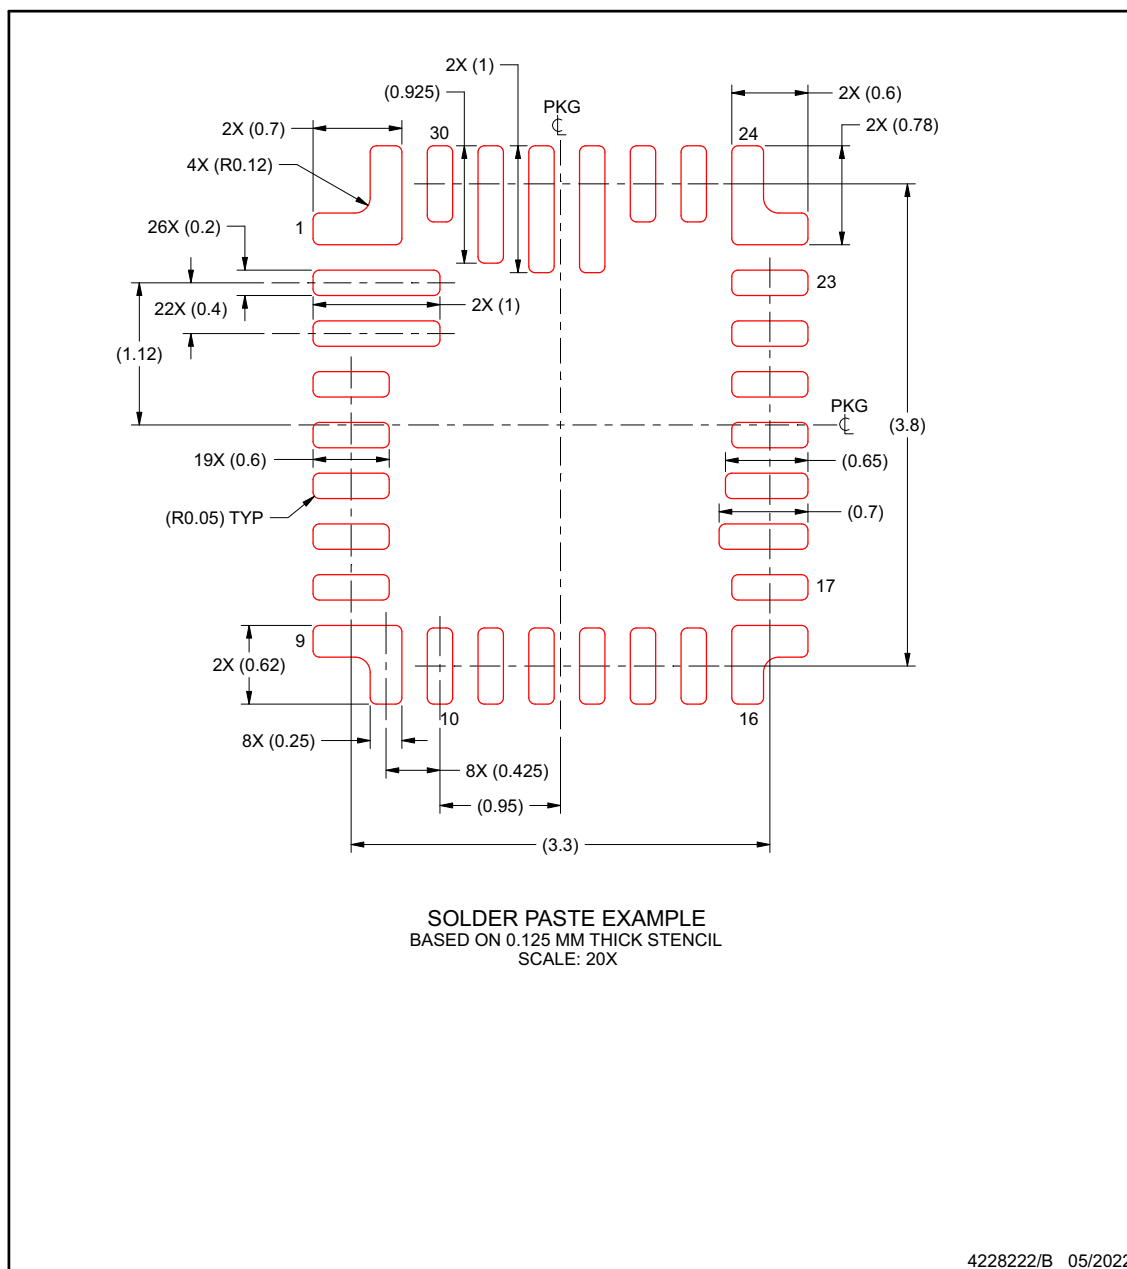 2X (1)
(0.925)
PKG
℄
2X (0.6)
2X (0.7)
30
24
2X (0.78)
4X (R0.12)
1
26X (0.2)
23
22X (0.4)
2X (1)
(1.12)
PKG
℄
(3.8)
19X (0.6)
(0.65)
(R0.05) TYP
(0.7)
17
9
2X (0.62)
10
16
8X (0.25)
8X (0.425)
(0.95)
(3.3)
SOLDER PASTE EXAMPLE
BASED ON 0.125 MM THICK STENCIL
SCALE: 20X
4228222/B 05/2022